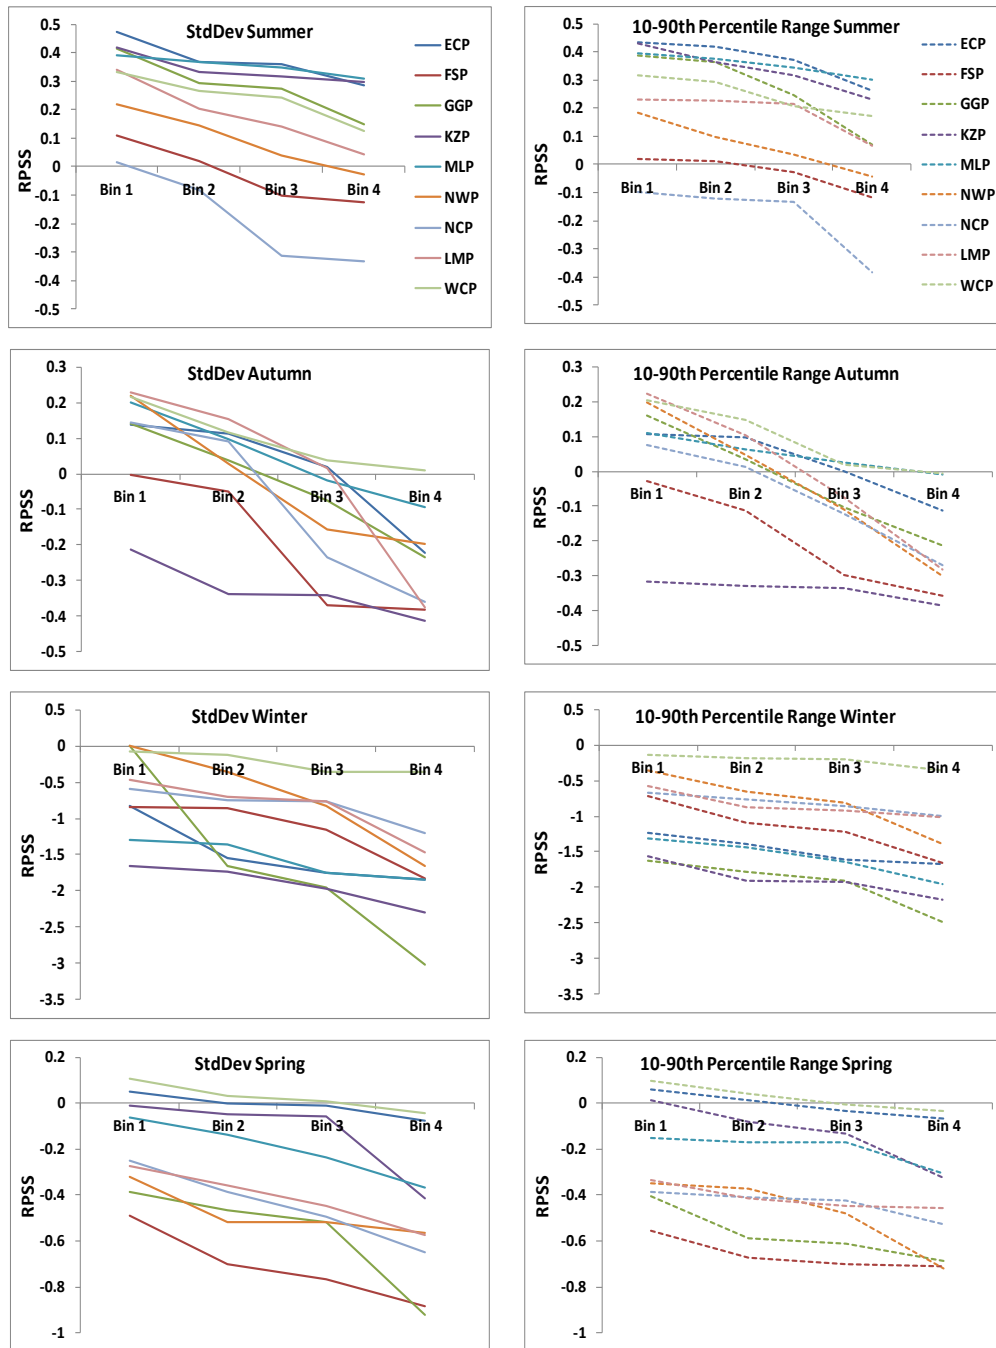 StdDev Summer
0.5
0.4
0.3
0.2
0.1
0
-0.1
-0.2
-0.3
-0.4
-0.5
RPSS
Bin 1 Bin 2 Bin 3 Bin 4
ECP
FSP
GGP
KZP
MLP
NWP
NCP
LMP
WCP
10-90th Percentile Range Summer
0.5
0.4
0.3
0.2
0.1
0
-0.1
-0.2
-0.3
-0.4
-0.5
RPSS
Bin 1 Bin 2 Bin 3 Bin 4
ECP
FSP
GGP
KZP
MLP
NWP
NCP
LMP
WCP
StdDev Autumn
0.3
0.2
0.1
0
-0.1
-0.2
-0.3
-0.4
-0.5
RPSS
Bin 1 Bin 2 Bin 3 Bin 4
10-90th Percentile Range Autumn
0.3
0.2
0.1
0
-0.1
-0.2
-0.3
-0.4
-0.5
RPSS
Bin 1 Bin 2 Bin 3 Bin 4
StdDev Winter
0.5
0
-0.5
-1
-1.5
-2
-2.5
-3
-3.5
RPSS
Bin 1 Bin 2 Bin 3 Bin 4
10-90th Percentile Range Winter
0.5
0
-0.5
-1
-1.5
-2
-2.5
-3
-3.5
RPSS
Bin 1 Bin 2 Bin 3 Bin 4
StdDev Spring
0.2
0
-0.2
-0.4
-0.6
-0.8
-1
RPSS
Bin 1 Bin 2 Bin 3 Bin 4
10-90th Percentile Range Spring
0.2
0
-0.2
-0.4
-0.6
-0.8
-1
RPSS
Bin 1 Bin 2 Bin 3 Bin 4